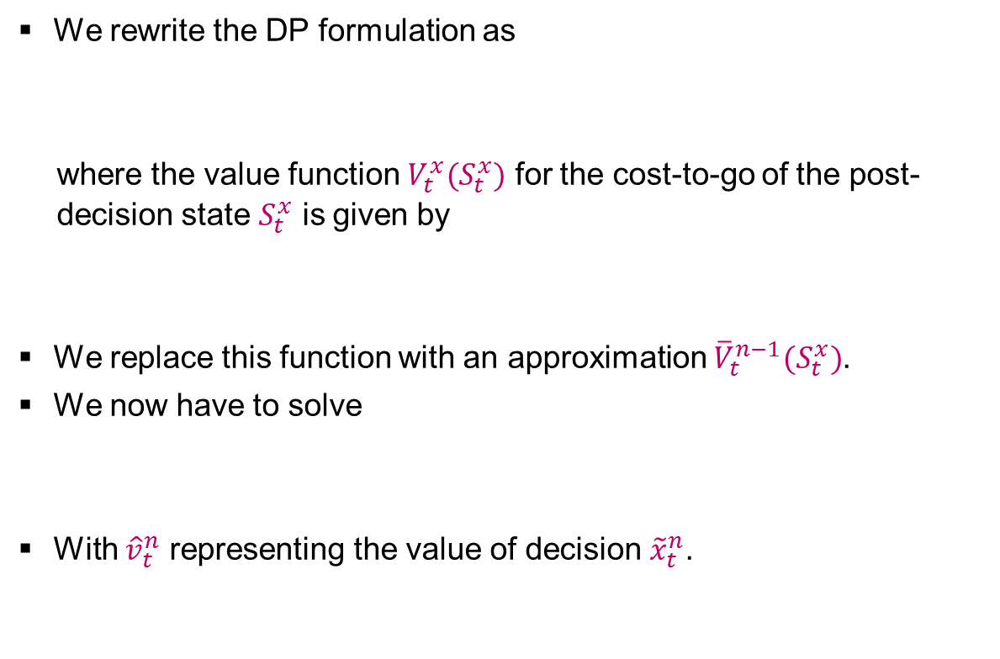 ▪ We rewrite the DP formulation as
where the value function $V_t^x(S_t^x)$ for the cost-to-go of the post-
decision state $S_t^x$ is given by
▪ We replace this function with an approximation $\bar{V}_t^{n-1}(S_t^x)$.
▪ We now have to solve
▪ With $\hat{v}_t^n$ representing the value of decision $\tilde{x}_t^n$.